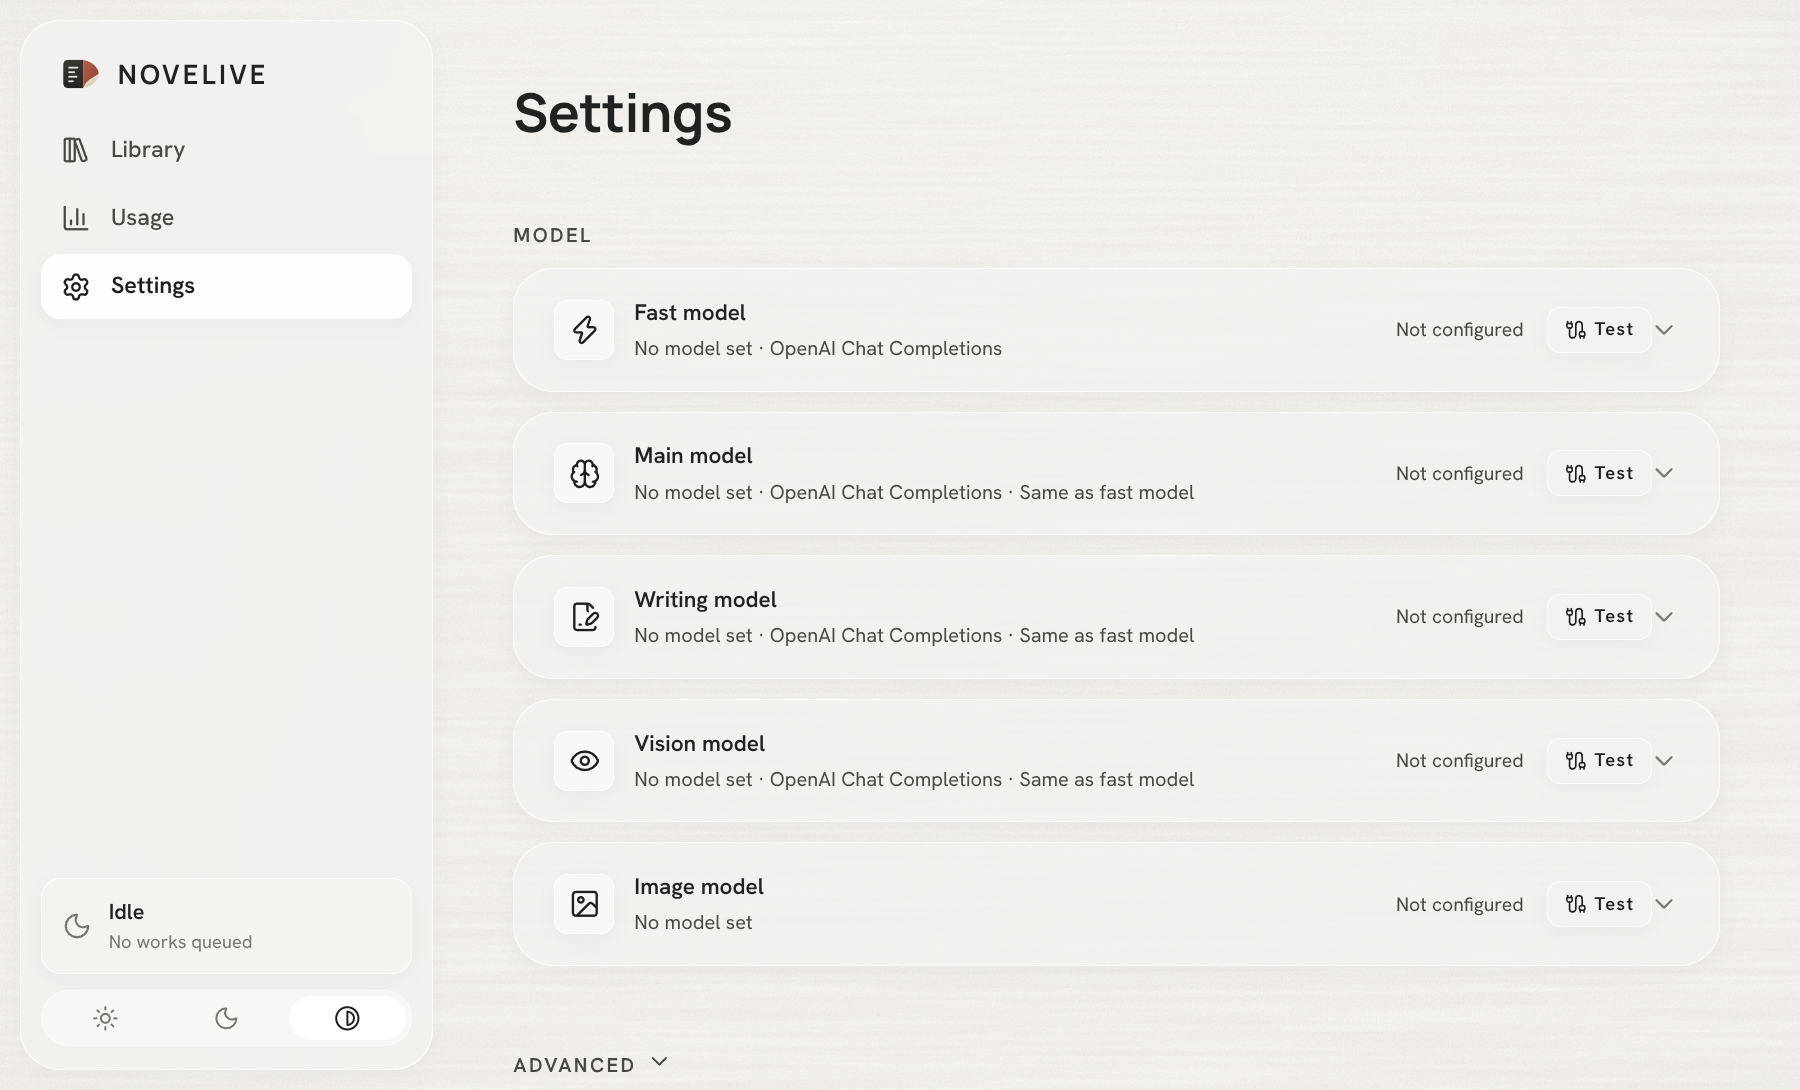 NOVELIVE
Library
Usage
Settings
Idle
No works queued
Settings
MODEL
Fast model
No model set · OpenAI Chat Completions
Not configured
Test
Main model
No model set · OpenAI Chat Completions · Same as fast model
Not configured
Test
Writing model
No model set · OpenAI Chat Completions · Same as fast model
Not configured
Test
Vision model
No model set · OpenAI Chat Completions · Same as fast model
Not configured
Test
Image model
No model set
Not configured
Test
ADVANCED